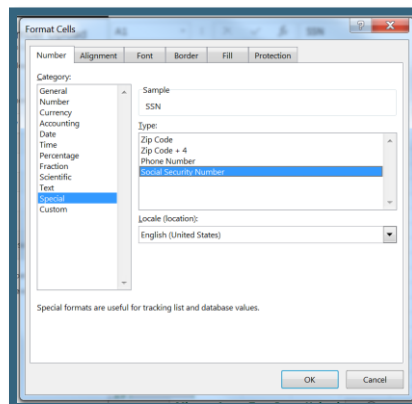 Format Cells
Number Alignment Font Border Fill Protection
Category:
General
Number
Currency
Accounting
Date
Time
Percentage
Fraction
Scientific
Text
Special
Custom
Sample
SSN
Type:
Zip Code
Zip Code + 4
Phone Number
Social Security Number
Locale (location):
English (United States)
Special formats are useful for tracking list and database values.
OK Cancel